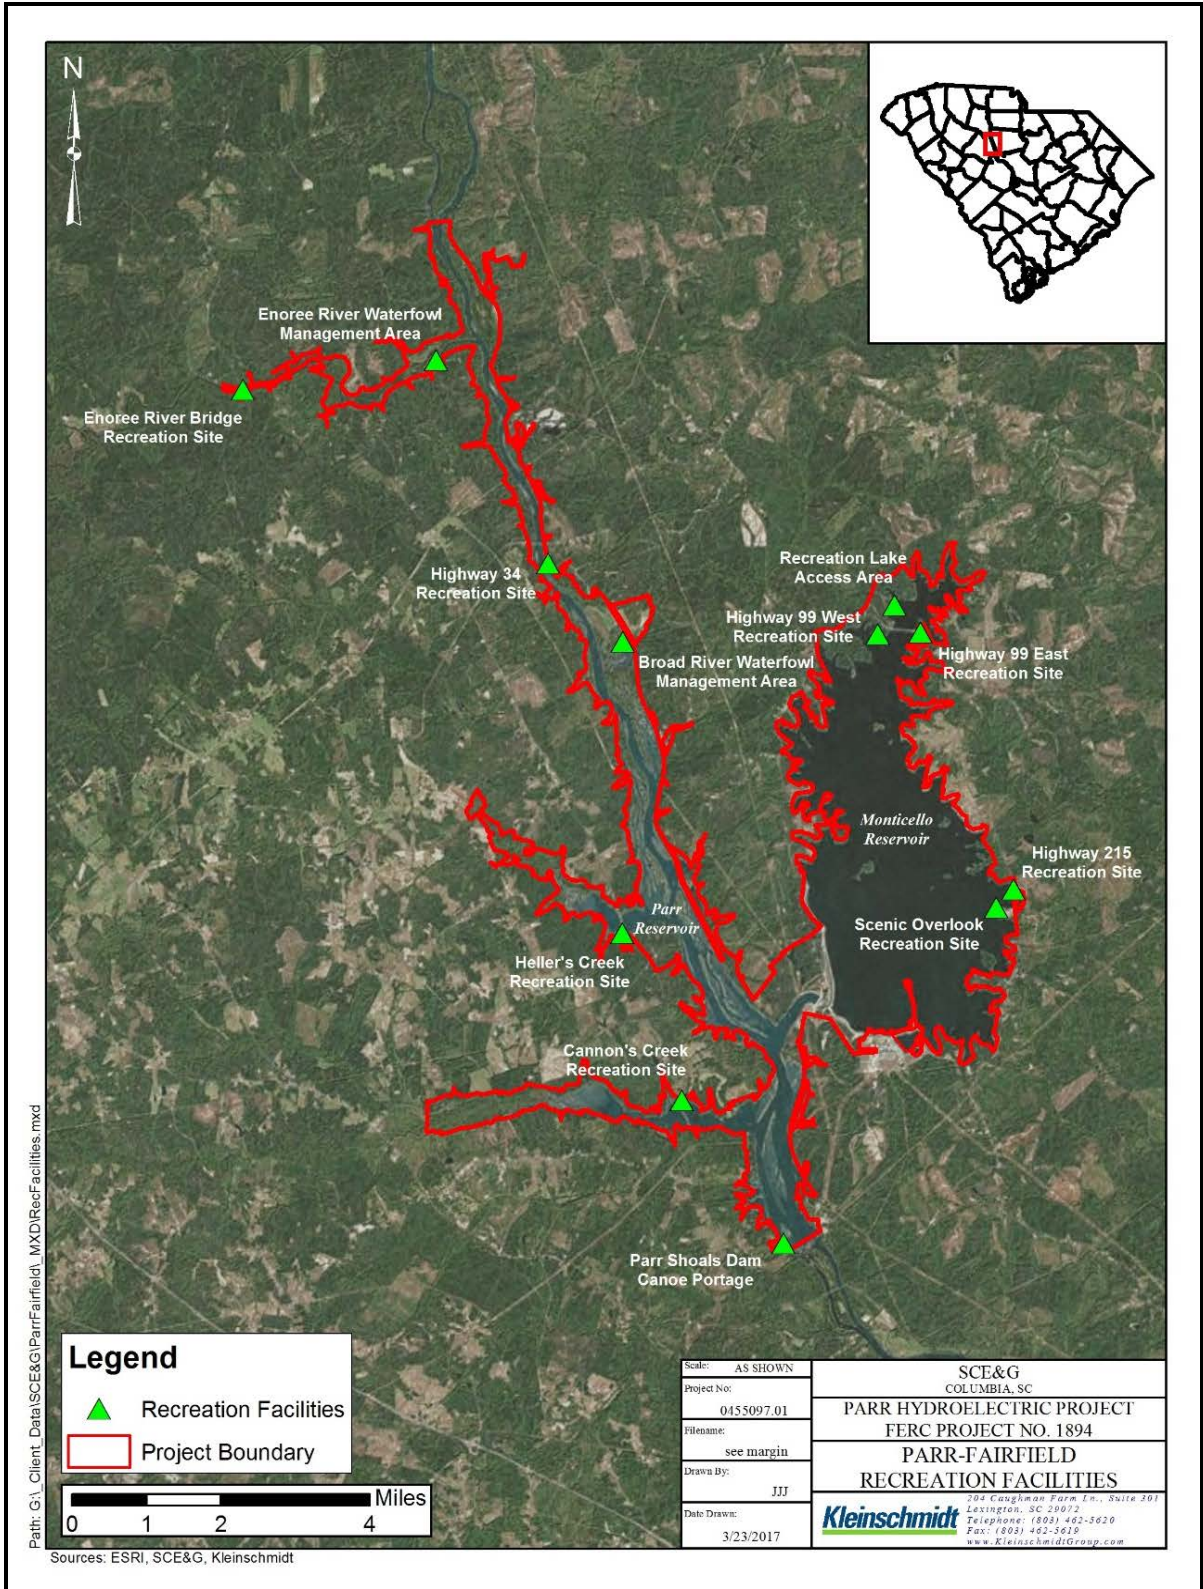 N
Enoree River Waterfowl
Management Area
Enoree River Bridge
Recreation Site
Highway 34
Recreation Site
Recreation Lake
Access Area
Highway 99 West
Recreation Site
Highway 99 East
Recreation Site
Broad River Waterfowl
Management Area
Monticello
Reservoir
Highway 215
Recreation Site
Scenic Overlook
Recreation Site
Parr
Reservoir
Heller's Creek
Recreation Site
Cannon's Creek
Recreation Site
Parr Shoals Dam
Canoe Portage
Legend
Recreation Facilities
Project Boundary
Miles
0 1 2 4
Sources: ESRI, SCE&G, Kleinschmidt
Path: G:\_Client_Data\SCE&G\ParrFairfield\_MXD\RecFacilities.mxd
Scale: AS SHOWN
Project No:
0455097.01
Filename:
see margin
Drawn By:
JJJ
Date Drawn:
3/23/2017
SCE&G
COLUMBIA, SC
PARR HYDROELECTRIC PROJECT
FERC PROJECT NO. 1894
PARR-FAIRFIELD
RECREATION FACILITIES
Kleinschmidt
204 Caughman Farm Ln., Suite 301
Lexington, SC 29072
Telephone: (803) 462-5620
Fax: (803) 462-5619
www.KleinschmidtGroup.com